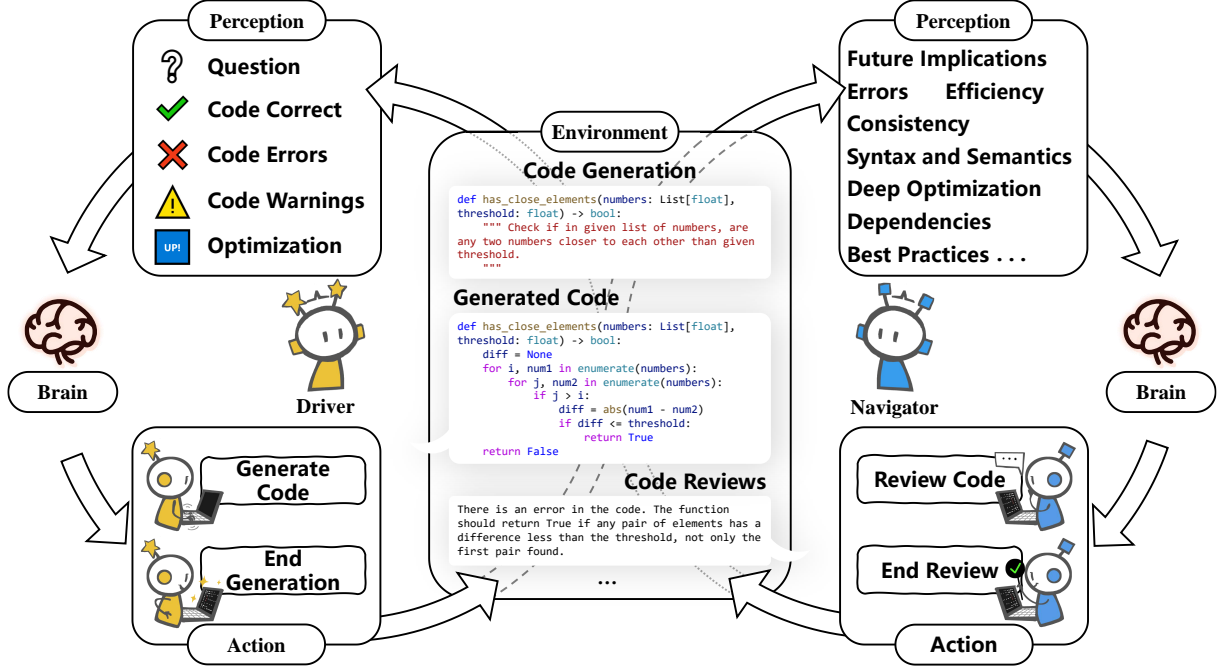 Perception
?
Question
Code Correct
Code Errors
Code Warnings
UP!
Optimization
Brain
Driver
Generate
Code
End
Generation
Action
Environment
Code Generation
def has_close_elements(numbers: List[float],
threshold: float) -> bool:
    """ Check if in given list of numbers, are
any two numbers closer to each other than given
threshold.
    """
Generated Code
def has_close_elements(numbers: List[float],
threshold: float) -> bool:
    diff = None
    for i, num1 in enumerate(numbers):
        for j, num2 in enumerate(numbers):
            if j > i:
                diff = abs(num1 - num2)
                if diff <= threshold:
                    return True
    return False
Code Reviews
There is an error in the code. The function
should return True if any pair of elements has a
difference less than the threshold, not only the
first pair found.
...
Perception
Future Implications
Errors Efficiency
Consistency
Syntax and Semantics
Deep Optimization
Dependencies
Best Practices ...
Navigator
Brain
...
Review Code
End Review
Action